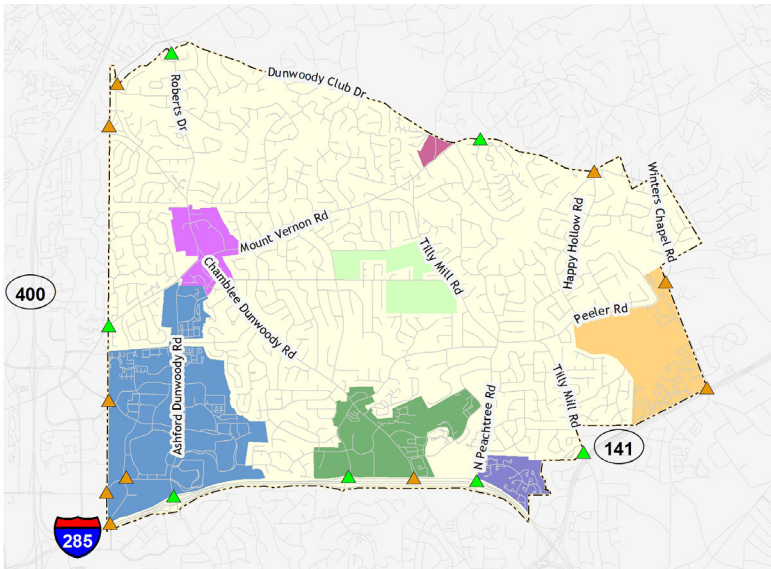 Dunwoody Club Dr
Roberts Dr
Winters Chapel Rd
Mount Vernon Rd
Happy Hollow Rd
Tilly Mill Rd
Chamblee Dunwoody Rd
400
Peeler Rd
Ashford Dunwoody Rd
Tilly Mill Rd
N Peachtree Rd
141
285